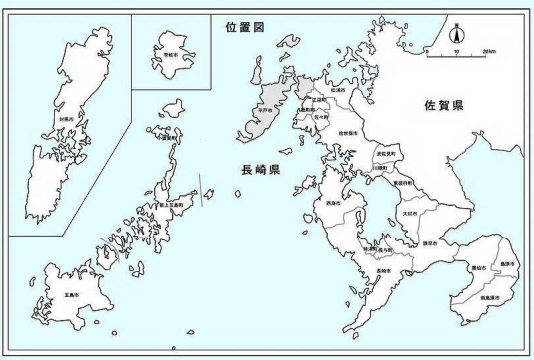 位置図
N
0 10 20km
対馬市
壱岐市
松浦市
平戸市
佐々町
佐世保市
佐賀県
小値賀町
長崎県
波佐見町
川棚町
東彼杵町
新上五島町
西海市
大村市
時津町
長与町
諫早市
長崎市
雲仙市
島原市
南島原市
五島市